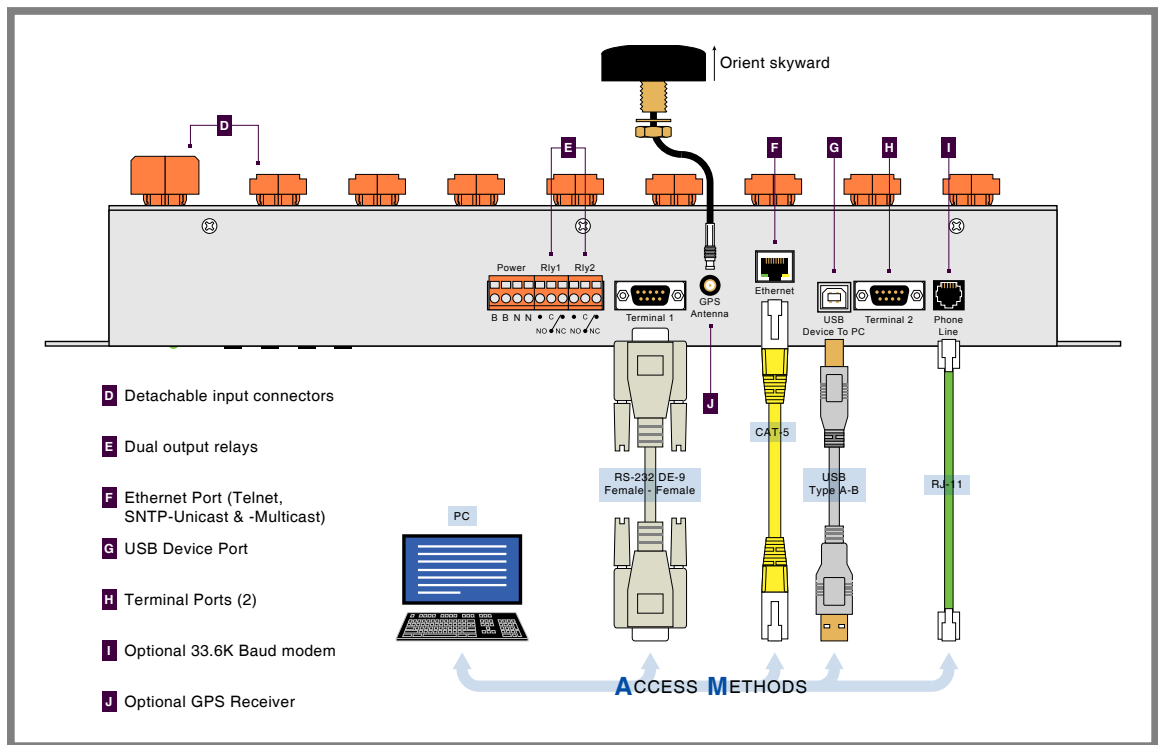 Orient skyward
D
E
F
G
H
I
Power
Rly1
Rly2
B B N N
C
NO NC
C
NO NC
Terminal 1
GPS
Antenna
Ethernet
USB
Device To PC
Terminal 2
Phone
Line
J
D Detachable input connectors
E Dual output relays
F Ethernet Port (Telnet,
SNTP-Unicast & -Multicast)
G USB Device Port
H Terminal Ports (2)
I Optional 33.6K Baud modem
J Optional GPS Receiver
PC
RS-232 DE-9
Female - Female
CAT-5
USB
Type A-B
RJ-11
ACCESS METHODS